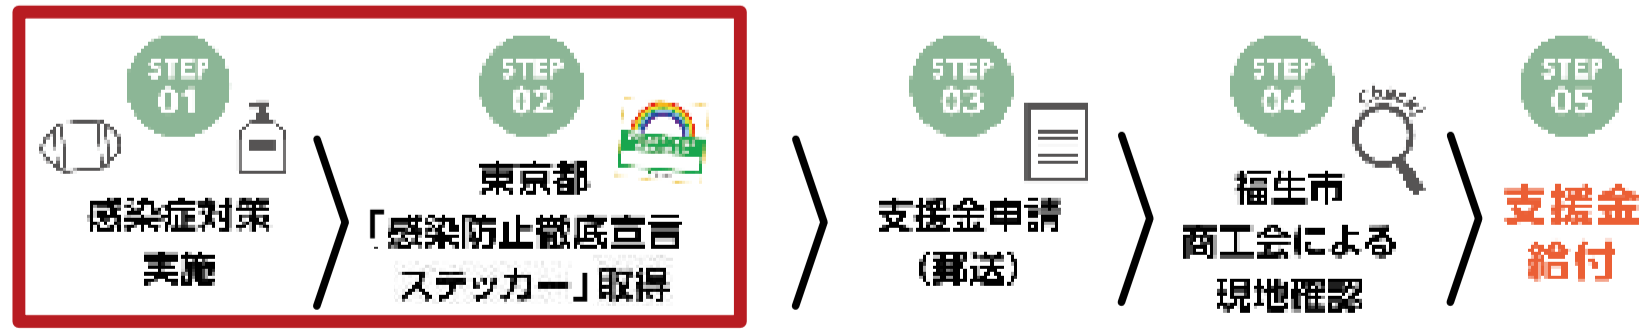 STEP
01
感染症対策
実施
STEP
02
東京都
「感染防止徹底宣言
ステッカー」取得
STEP
03
支援金申請
(郵送)
STEP
04
check!
福生市
商工会による
現地確認
STEP
05
支援金
給付